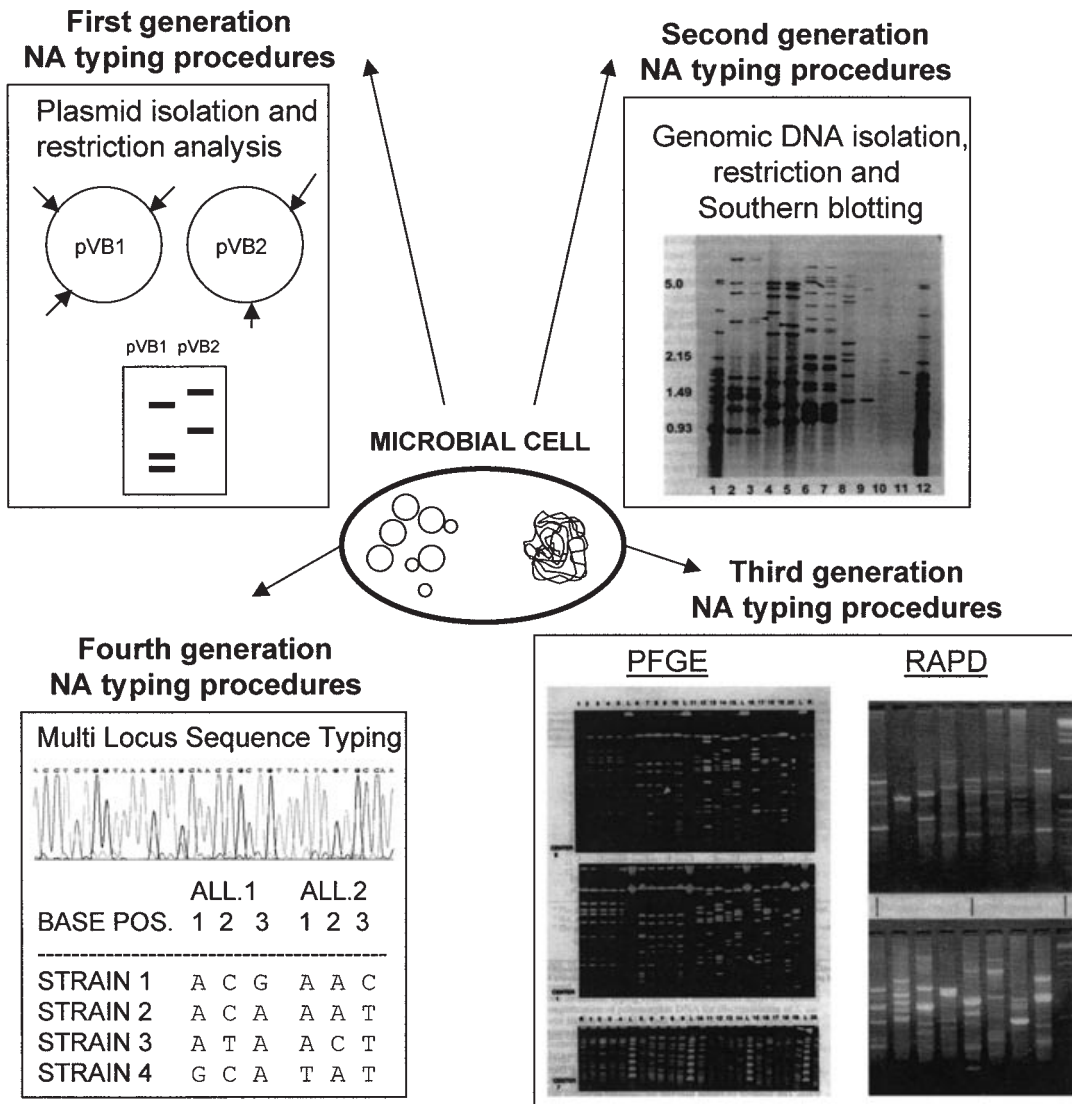 First generation
NA typing procedures
Plasmid isolation and
restriction analysis
pVB1 pVB2
pVB1 pVB2
Second generation
NA typing procedures
Genomic DNA isolation,
restriction and
Southern blotting
5.0
2.15
1.49
0.93
1 2 3 4 5 6 7 8 9 10 11 12
MICROBIAL CELL
Third generation
NA typing procedures
PFGE RAPD
Fourth generation
NA typing procedures
Multi Locus Sequence Typing
ALL.1 ALL.2
BASE POS. 1 2 3 1 2 3
STRAIN 1 A C G A A C
STRAIN 2 A C A A A T
STRAIN 3 A T A A C T
STRAIN 4 G C A T A T